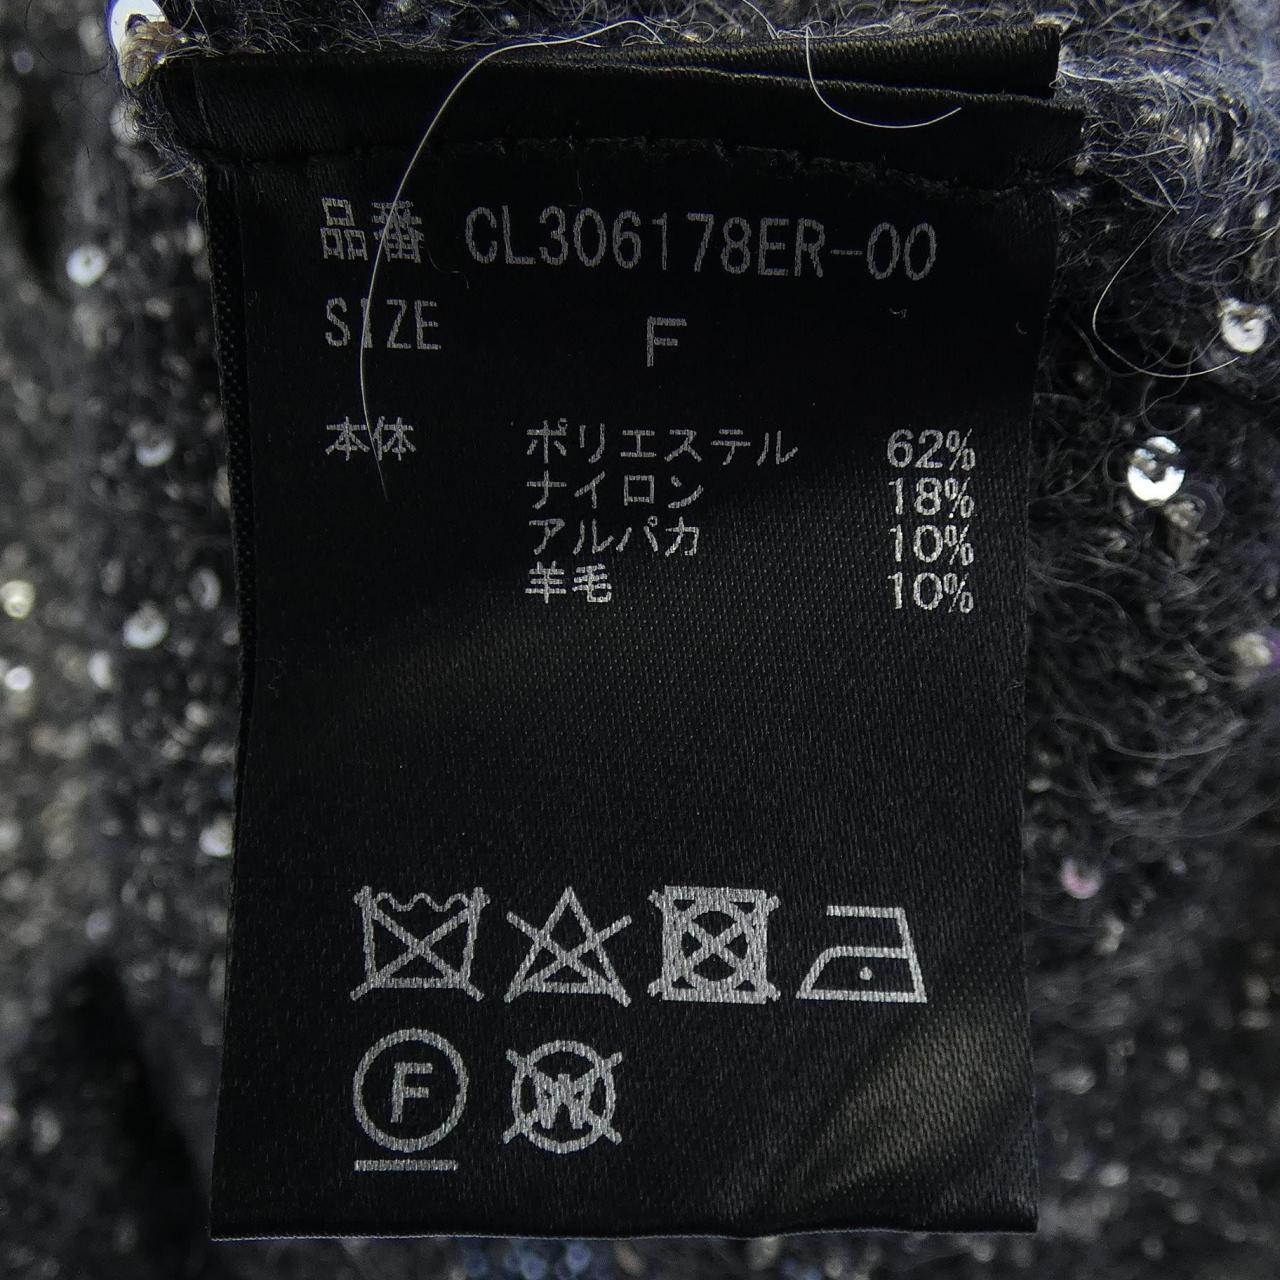 品番 CL306178ER-00
SIZE F
本体 ポリエステル 62%
ナイロン 18%
アルパカ 10%
羊毛 10%
F
W